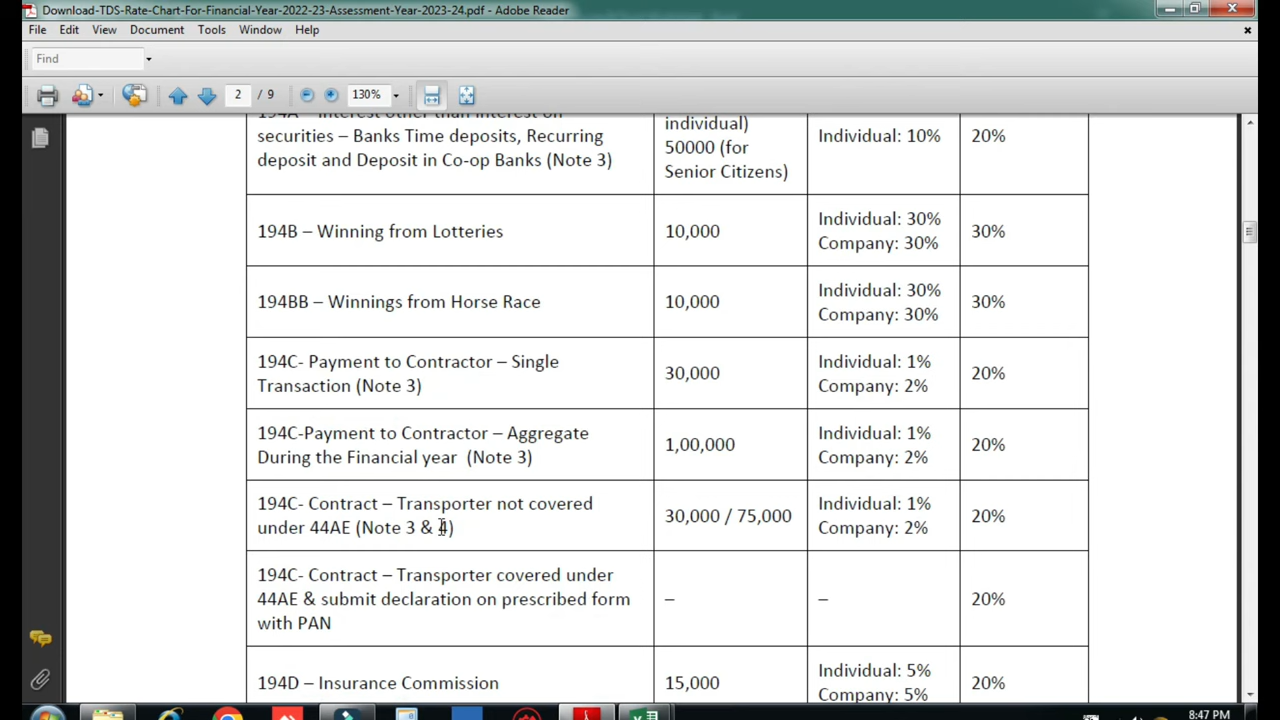 Download-TDS-Rate-Chart-For-Financial-Year-2022-23-Assessment-Year-2023-24.pdf - Adobe Reader
File Edit View Document Tools Window Help
Find
2 / 9 130%
194A – Interest other than interest on
securities – Banks Time deposits, Recurring
deposit and Deposit in Co-op Banks (Note 3)
individual)
50000 (for
Senior Citizens)
Individual: 10%
20%
194B – Winning from Lotteries
10,000
Individual: 30%
Company: 30%
30%
194BB – Winnings from Horse Race
10,000
Individual: 30%
Company: 30%
30%
194C- Payment to Contractor – Single
Transaction (Note 3)
30,000
Individual: 1%
Company: 2%
20%
194C-Payment to Contractor – Aggregate
During the Financial year (Note 3)
1,00,000
Individual: 1%
Company: 2%
20%
194C- Contract – Transporter not covered
under 44AE (Note 3 & 4)
30,000 / 75,000
Individual: 1%
Company: 2%
20%
194C- Contract – Transporter covered under
44AE & submit declaration on prescribed form
with PAN
–
–
20%
194D – Insurance Commission
15,000
Individual: 5%
Company: 5%
20%
8:47 PM